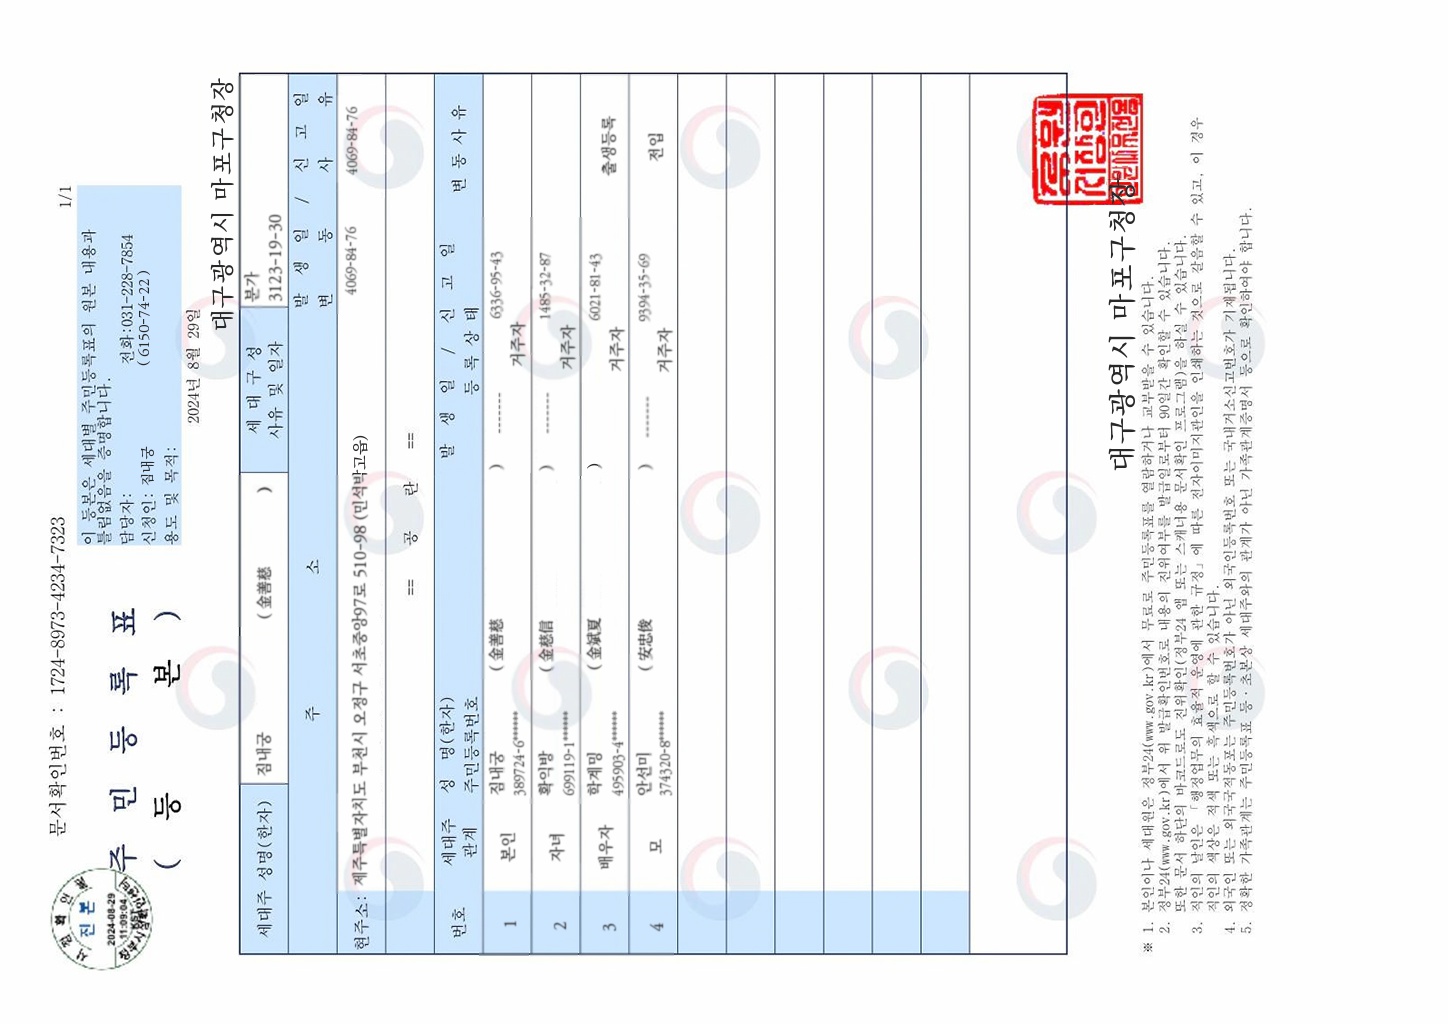 문서확인번호 : 1724-8973-4234-7323
1/1
주 민 등 록 표
( 등 본 )
이 등본은 세대별 주민등록표의 원본 내용과
틀림없음을 증명합니다.
담당자: 전화:031-228-7854
신청인: 짐내궁 (6150-74-22)
용도 및 목적:
2024년 8월 29일
대구광역시 마포구청장
진본
2024-08-29
11:09:04
세대주 성명(한자) 짐내궁 (金善慈 )
세 대 구 성
사유 및 일자
분가
3123-19-30
주 소
발 생 일 / 신 고 일
변 동 사 유
현주소: 제주특별자치도 부천시 오정구 서초중앙97로 510-98 (민석박고읍) 4069-84-76 4069-84-76
== 공 란 ==
번호 세대주 관계 성 명(한자) 주민등록번호 발 생 일 / 신 고 일 등 록 상 태 변 동 사 유
1 본인 짐내궁 (金善慈 ) ------- 6336-95-43
389724-6****** 거주자
2 자녀 확익방 (金慈信 ) ------- 1485-32-87
699119-1****** 거주자
3 배우자 학계밍 (金斌夏 ) 6021-81-43 출생등록
495903-4****** 거주자
4 모 안선미 (安忠俊 ) ------- 9394-35-69 전입
374320-8****** 거주자
대구광역시 마포구청장
※ 1. 본인이나 세대원은 정부24(www.gov.kr)에서 무료로 주민등록표를 열람하거나 교부받을 수 있습니다.
2. 정부24(www.gov.kr)에서 위 발급확인번호로 내용의 진위여부를 발급일로부터 90일간 확인할 수 있습니다.
또한 문서 하단의 바코드로도 진위확인(정부24 앱 또는 스캐너용 문서확인 프로그램)을 하실 수 있습니다.
3. 직인의 날인은 「행정업무의 효율적 운영에 관한 규정」에 따른 전자이미지관인을 인쇄하는 것으로 갈음할 수 있고, 이 경우
직인의 색상은 적색 또는 흑색으로 할 수 있습니다.
4. 외국인 또는 외국국적동포는 주민등록번호가 아닌 외국인등록번호 또는 국내거소신고번호가 기재됩니다.
5. 정확한 가족관계는 주민등록표 등·초본상 세대주와의 관계가 아닌 가족관계증명서 등으로 확인하여야 합니다.